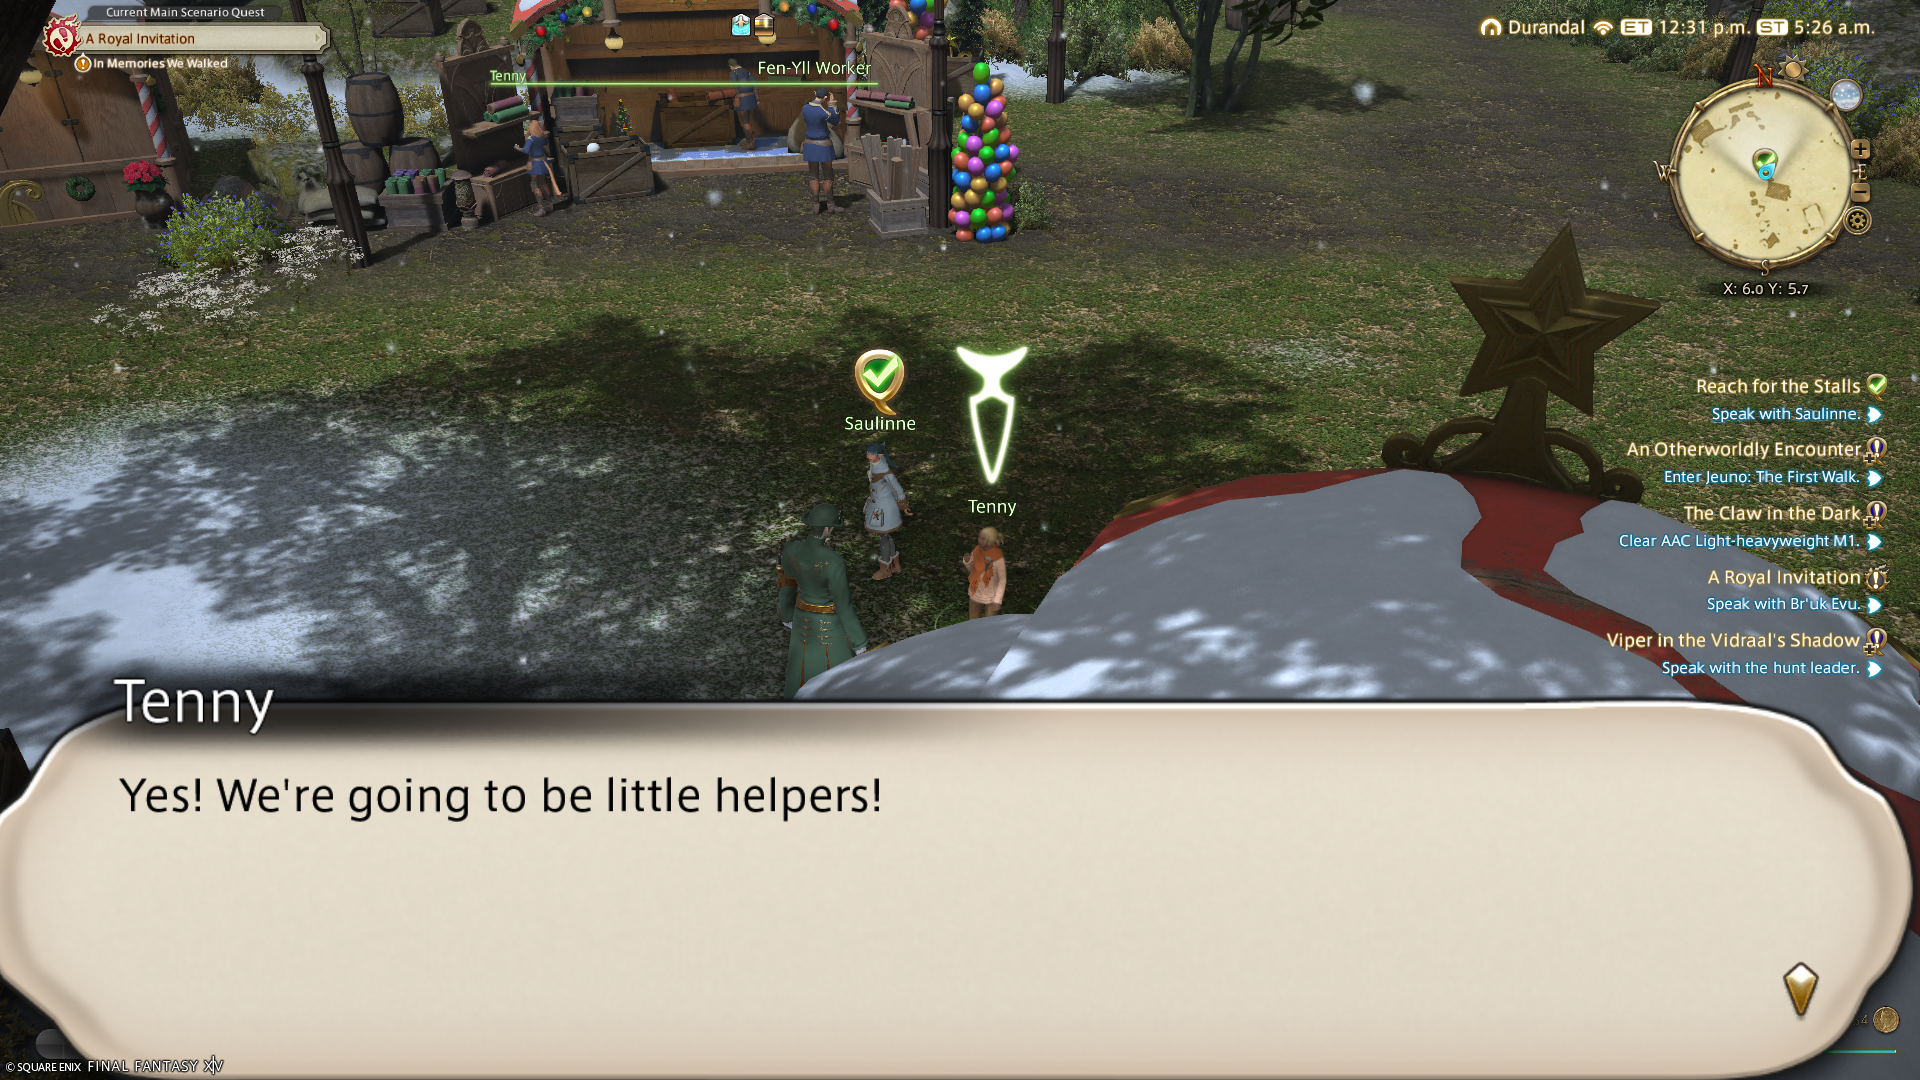 Current Main Scenario Quest
A Royal Invitation
In Memories We Walked
Durandal ET 12:31 p.m. ST 5:26 a.m.
Tenny
Fen-Yll Worker
N
W
E
S
X: 6.0 Y: 5.7
Saulinne
Tenny
Reach for the Stalls
Speak with Saulinne.
An Otherworldly Encounter
Enter Jeuno: The First Walk.
The Claw in the Dark
Clear AAC Light-heavyweight M1.
A Royal Invitation
Speak with Br'uk Evu.
Viper in the Vidraal's Shadow
Speak with the hunt leader.
Tenny
Yes! We're going to be little helpers!
© SQUARE ENIX FINAL FANTASY XIV